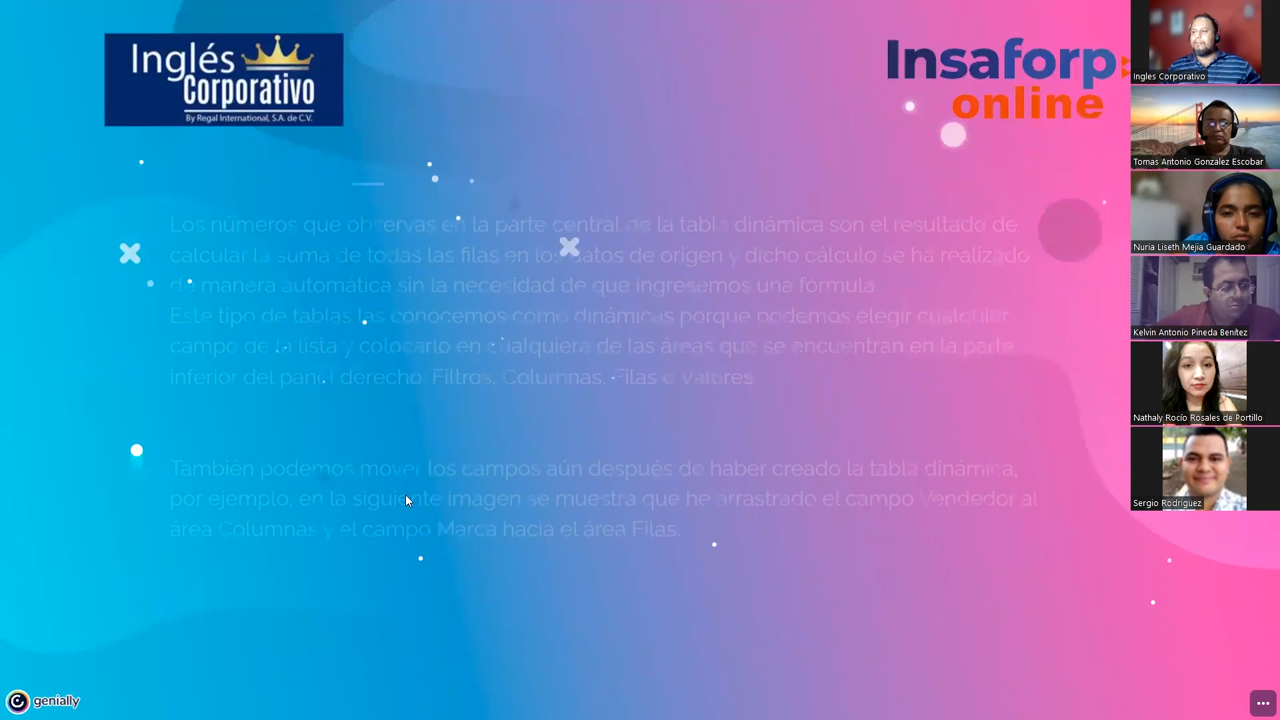 Inglés
Corporativo
By Regal International, S.A. de C.V.
Insaforp
online
Los números que observas en la parte central de la tabla dinámica son el resultado de
calcular la suma de todas las filas en los datos de origen y dicho cálculo se ha realizado
de manera automática sin la necesidad de que ingresemos una fórmula
Este tipo de tablas las conocemos como dinámicas porque podemos elegir cualquier
campo de la lista y colocarlo en cualquiera de las áreas que se encuentran en la parte
inferior del panel derecho: Filtros, Columnas, Filas o Valores
También podemos mover los campos aún después de haber creado la tabla dinámica,
por ejemplo, en la siguiente imagen se muestra que he arrastrado el campo Vendedor al
área Columnas y el campo Marca hacia el área Filas.
genially
Ingles Corporativo
Tomas Antonio Gonzalez Escobar
Nuria Liseth Mejia Guardado
Kelvin Antonio Pineda Benítez
Nathaly Rocío Rosales de Portillo
Sergio Rodriguez